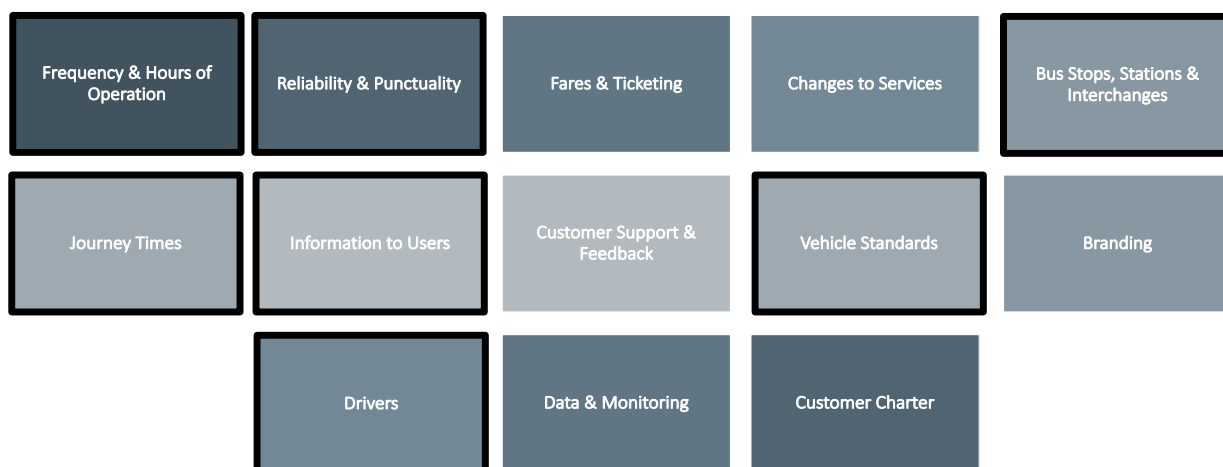 Frequency & Hours of
Operation
Reliability & Punctuality
Fares & Ticketing
Changes to Services
Bus Stops, Stations &
Interchanges
Journey Times
Information to Users
Customer Support &
Feedback
Vehicle Standards
Branding
Drivers
Data & Monitoring
Customer Charter